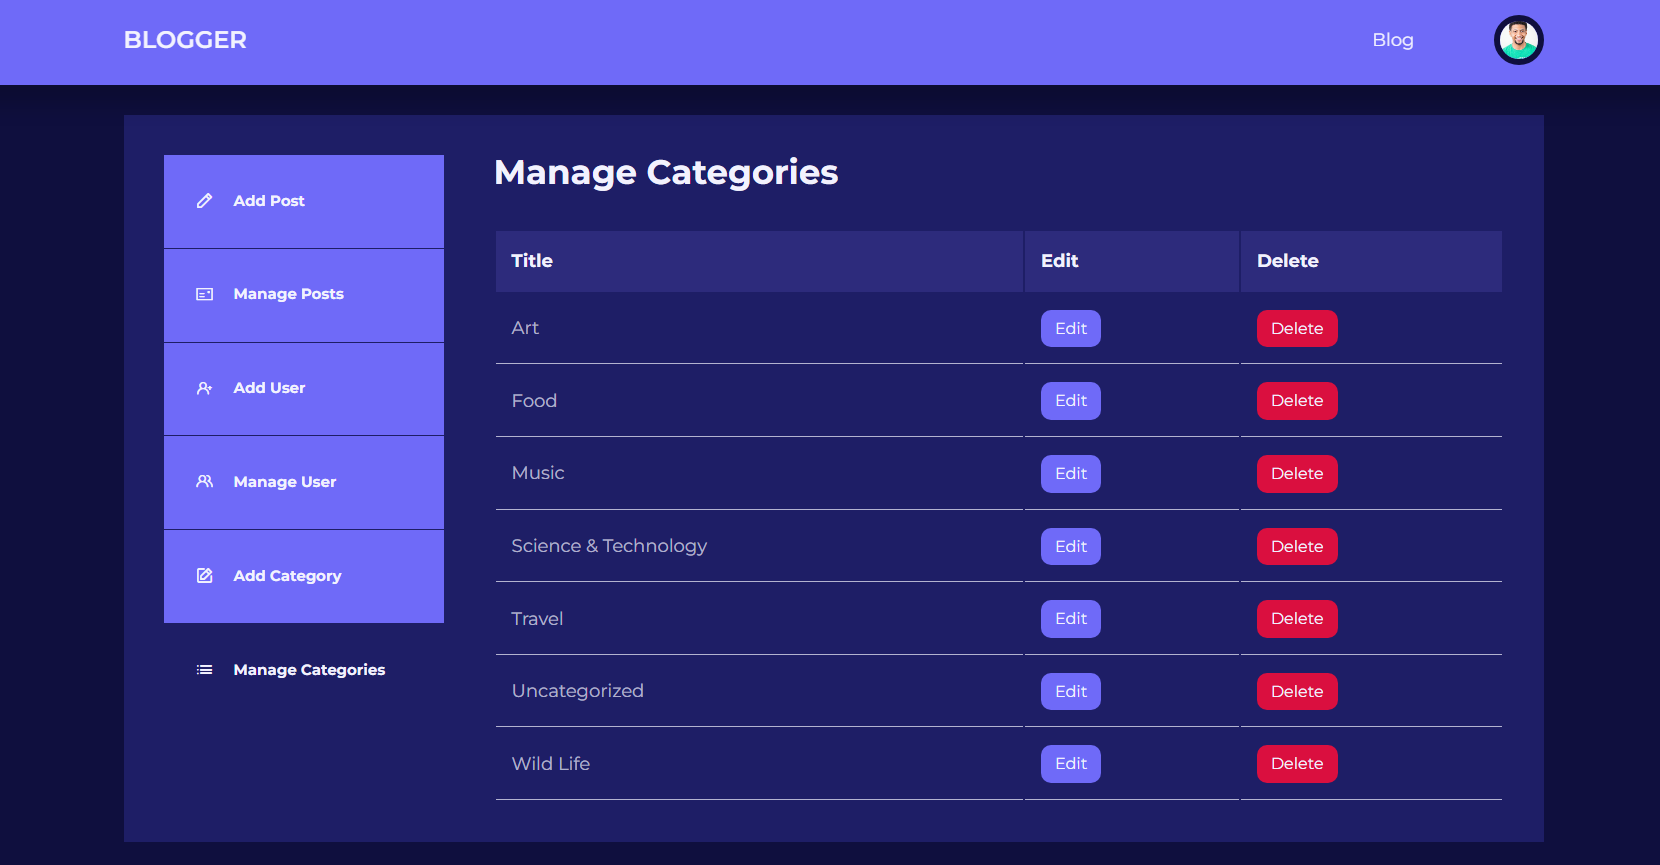 BLOGGER
Blog
Add Post
Manage Posts
Add User
Manage User
Add Category
Manage Categories
Manage Categories
Title Edit Delete
Art Edit Delete
Food Edit Delete
Music Edit Delete
Science & Technology Edit Delete
Travel Edit Delete
Uncategorized Edit Delete
Wild Life Edit Delete